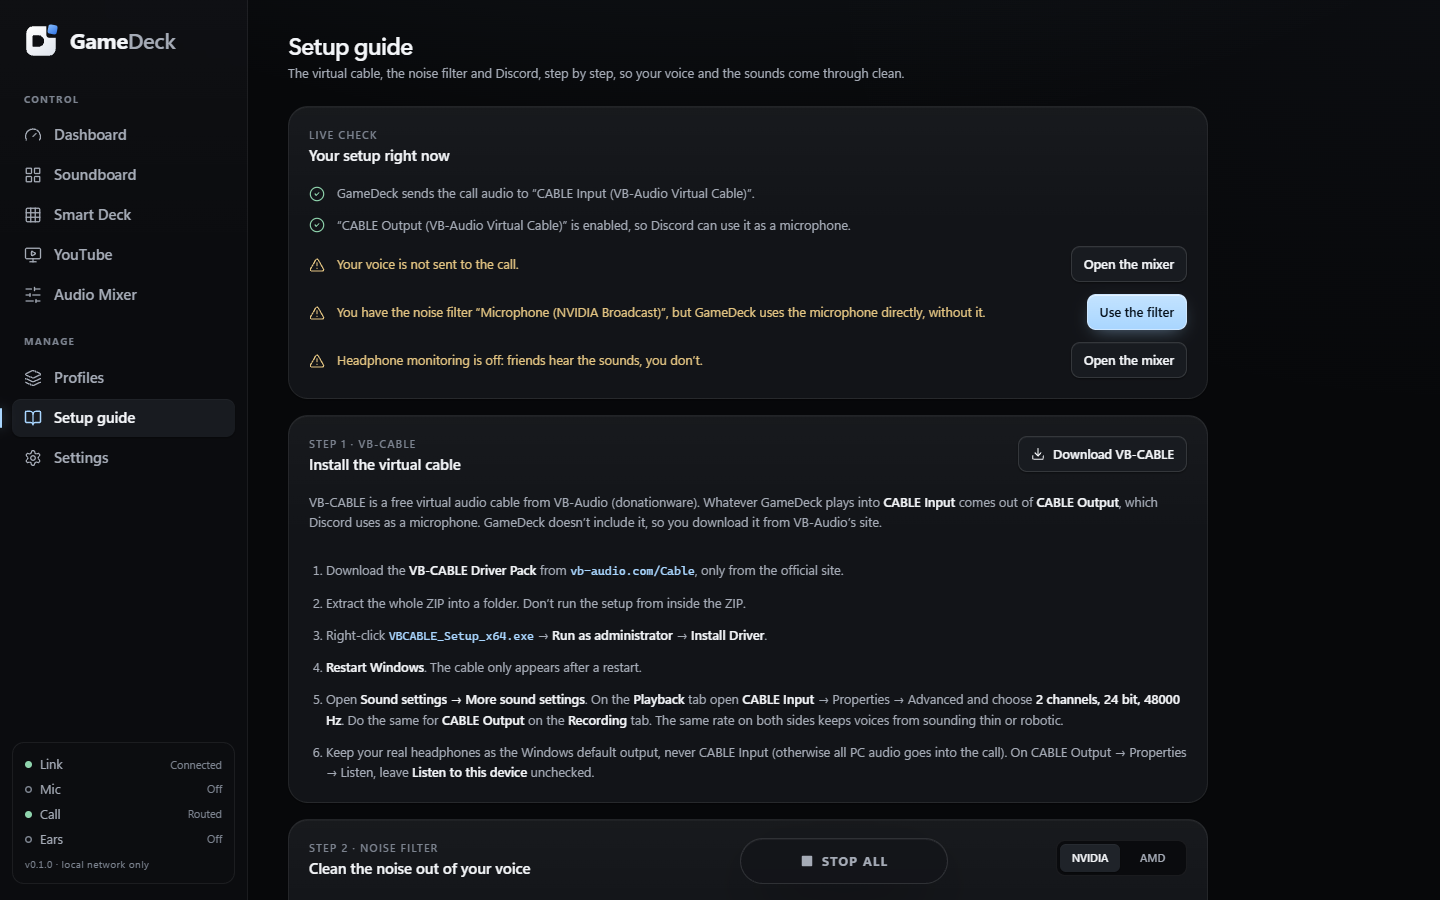 GameDeck
CONTROL
Dashboard
Soundboard
Smart Deck
YouTube
Audio Mixer
MANAGE
Profiles
Setup guide
Settings
Link Connected
Mic Off
Call Routed
Ears Off
v0.1.0 · local network only
Setup guide
The virtual cable, the noise filter and Discord, step by step, so your voice and the sounds come through clean.
LIVE CHECK
Your setup right now
GameDeck sends the call audio to “CABLE Input (VB-Audio Virtual Cable)”.
“CABLE Output (VB-Audio Virtual Cable)” is enabled, so Discord can use it as a microphone.
Your voice is not sent to the call. Open the mixer
You have the noise filter “Microphone (NVIDIA Broadcast)”, but GameDeck uses the microphone directly, without it. Use the filter
Headphone monitoring is off: friends hear the sounds, you don’t. Open the mixer
STEP 1 · VB-CABLE
Install the virtual cable
Download VB-CABLE
VB-CABLE is a free virtual audio cable from VB-Audio (donationware). Whatever GameDeck plays into CABLE Input comes out of CABLE Output, which
Discord uses as a microphone. GameDeck doesn’t include it, so you download it from VB-Audio’s site.
1. Download the VB-CABLE Driver Pack from vb-audio.com/Cable, only from the official site.
2. Extract the whole ZIP into a folder. Don’t run the setup from inside the ZIP.
3. Right-click VBCABLE_Setup_x64.exe → Run as administrator → Install Driver.
4. Restart Windows. The cable only appears after a restart.
5. Open Sound settings → More sound settings. On the Playback tab open CABLE Input → Properties → Advanced and choose 2 channels, 24 bit, 48000
Hz. Do the same for CABLE Output on the Recording tab. The same rate on both sides keeps voices from sounding thin or robotic.
6. Keep your real headphones as the Windows default output, never CABLE Input (otherwise all PC audio goes into the call). On CABLE Output → Properties
→ Listen, leave Listen to this device unchecked.
STEP 2 · NOISE FILTER
Clean the noise out of your voice
STOP ALL
NVIDIA AMD